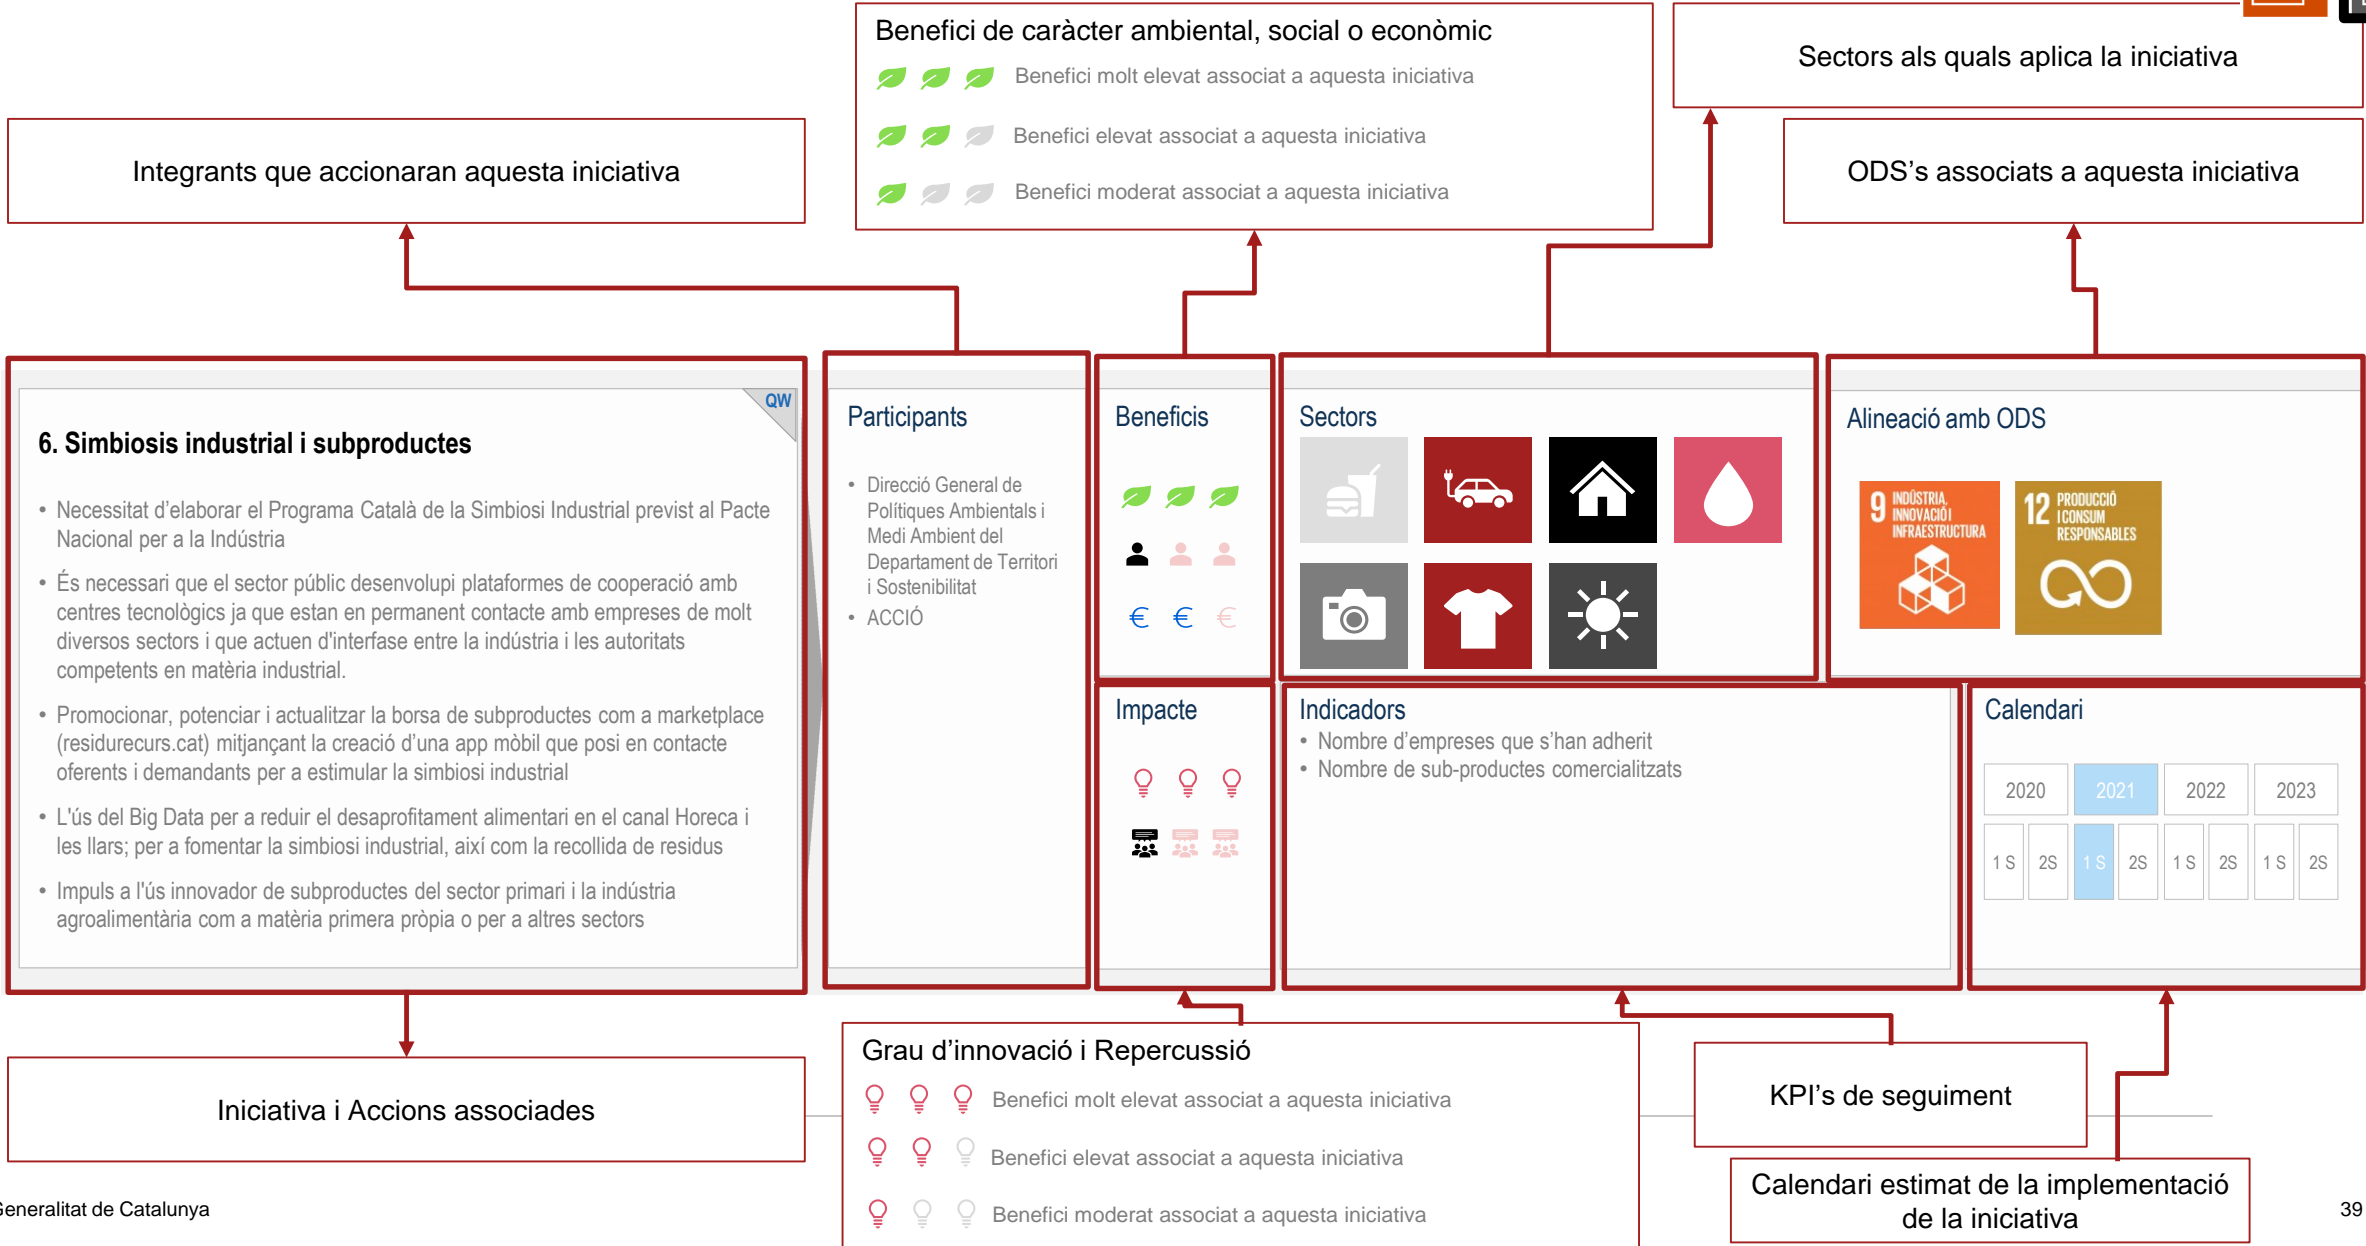 Benefici de caràcter ambiental, social o econòmic
Benefici molt elevat associat a aquesta iniciativa
Benefici elevat associat a aquesta iniciativa
Benefici moderat associat a aquesta iniciativa
Sectors als quals aplica la iniciativa
Integrants que accionaran aquesta iniciativa
ODS’s associats a aquesta iniciativa
QW
6. Simbiosis industrial i subproductes
• Necessitat d’elaborar el Programa Català de la Simbiosi Industrial previst al Pacte
Nacional per a la Indústria
• És necessari que el sector públic desenvolupi plataformes de cooperació amb
centres tecnològics ja que estan en permanent contacte amb empreses de molt
diversos sectors i que actuen d'interfase entre la indústria i les autoritats
competents en matèria industrial.
• Promocionar, potenciar i actualitzar la borsa de subproductes com a marketplace
(residurecurs.cat) mitjançant la creació d’una app mòbil que posi en contacte
oferents i demandants per a estimular la simbiosi industrial
• L'ús del Big Data per a reduir el desaprofitament alimentari en el canal Horeca i
les llars; per a fomentar la simbiosi industrial, així com la recollida de residus
• Impuls a l'ús innovador de subproductes del sector primari i la indústria
agroalimentària com a matèria primera pròpia o per a altres sectors
Participants
• Direcció General de
Polítiques Ambientals i
Medi Ambient del
Departament de Territori
i Sostenibilitat
• ACCIÓ
Beneficis
€ € €
Sectors
Alineació amb ODS
9 INDÚSTRIA,
INNOVACIÓ I
INFRAESTRUCTURA
12 PRODUCCIÓ
I CONSUM
RESPONSABLES
Impacte
Indicadors
• Nombre d’empreses que s’han adherit
• Nombre de sub-productes comercialitzats
Calendari
2020 2021 2022 2023
1 S 2S 1 S 2S 1 S 2S 1 S 2S
Iniciativa i Accions associades
Grau d’innovació i Repercussió
Benefici molt elevat associat a aquesta iniciativa
Benefici elevat associat a aquesta iniciativa
Benefici moderat associat a aquesta iniciativa
KPI’s de seguiment
Calendari estimat de la implementació
de la iniciativa
Generalitat de Catalunya
39